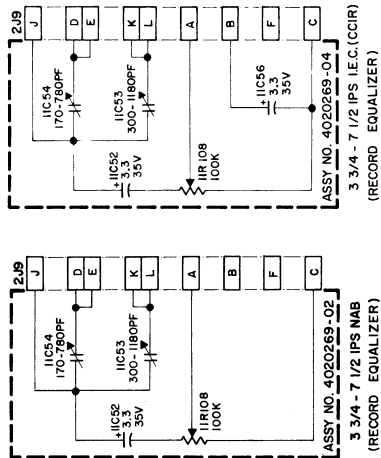 2J9
J
D
E
K
L
A
B
F
C
11C54
170-780PF
11C53
300-1180PF
+11C52
3.3
35V
11R108
100K
+11C56
3.3
35V
ASSY NO. 4020269-04
3 3/4 - 7 1/2 IPS I.E.C.(CCIR)
(RECORD EQUALIZER)
2J9
J
D
E
K
L
A
B
F
C
11C54
170-780PF
11C53
300-1180PF
+11C52
3.3
35V
11R108
100K
ASSY NO. 4020269-02
3 3/4 - 7 1/2 IPS NAB
(RECORD EQUALIZER)